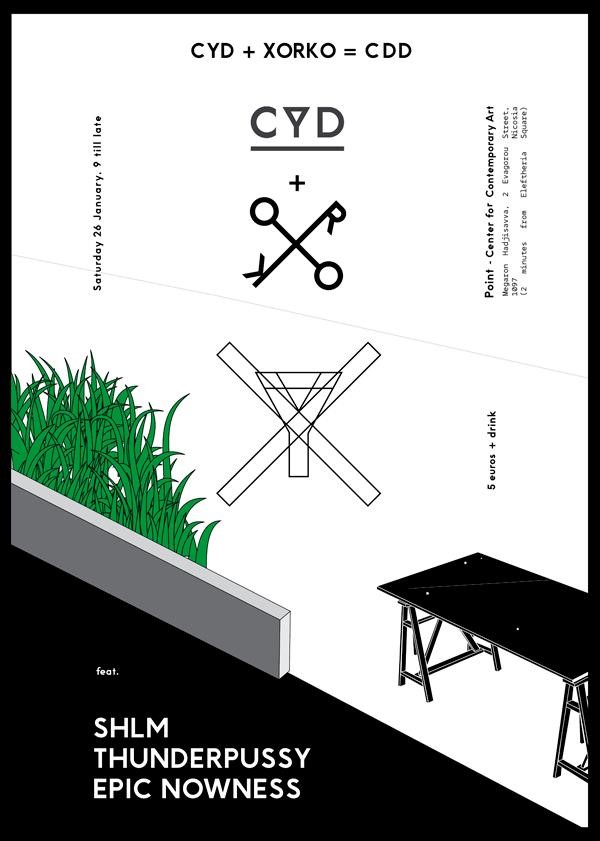 CYD + XORKO = CDD
CYD
+
X O R K O
Saturday 26 January, 9 till late
Point - Center for Contemporary Art
Megaron Hadjisavva, 2 Evagorou Street,
1097 Nicosia
(2 minutes from Eleftheria Square)
5 euros + drink
feat.
SHLM
THUNDERPUSSY
EPIC NOWNESS